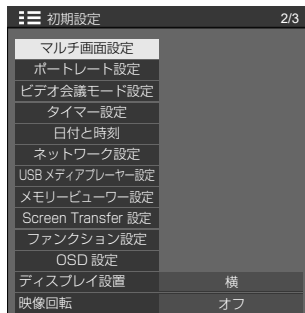 初期設定 2/3
マルチ画面設定
ポートレート設定
ビデオ会議モード設定
タイマー設定
日付と時刻
ネットワーク設定
USBメディアプレーヤー設定
メモリービューワー設定
Screen Transfer 設定
ファンクション設定
OSD 設定
ディスプレイ設置 横
映像回転 オフ